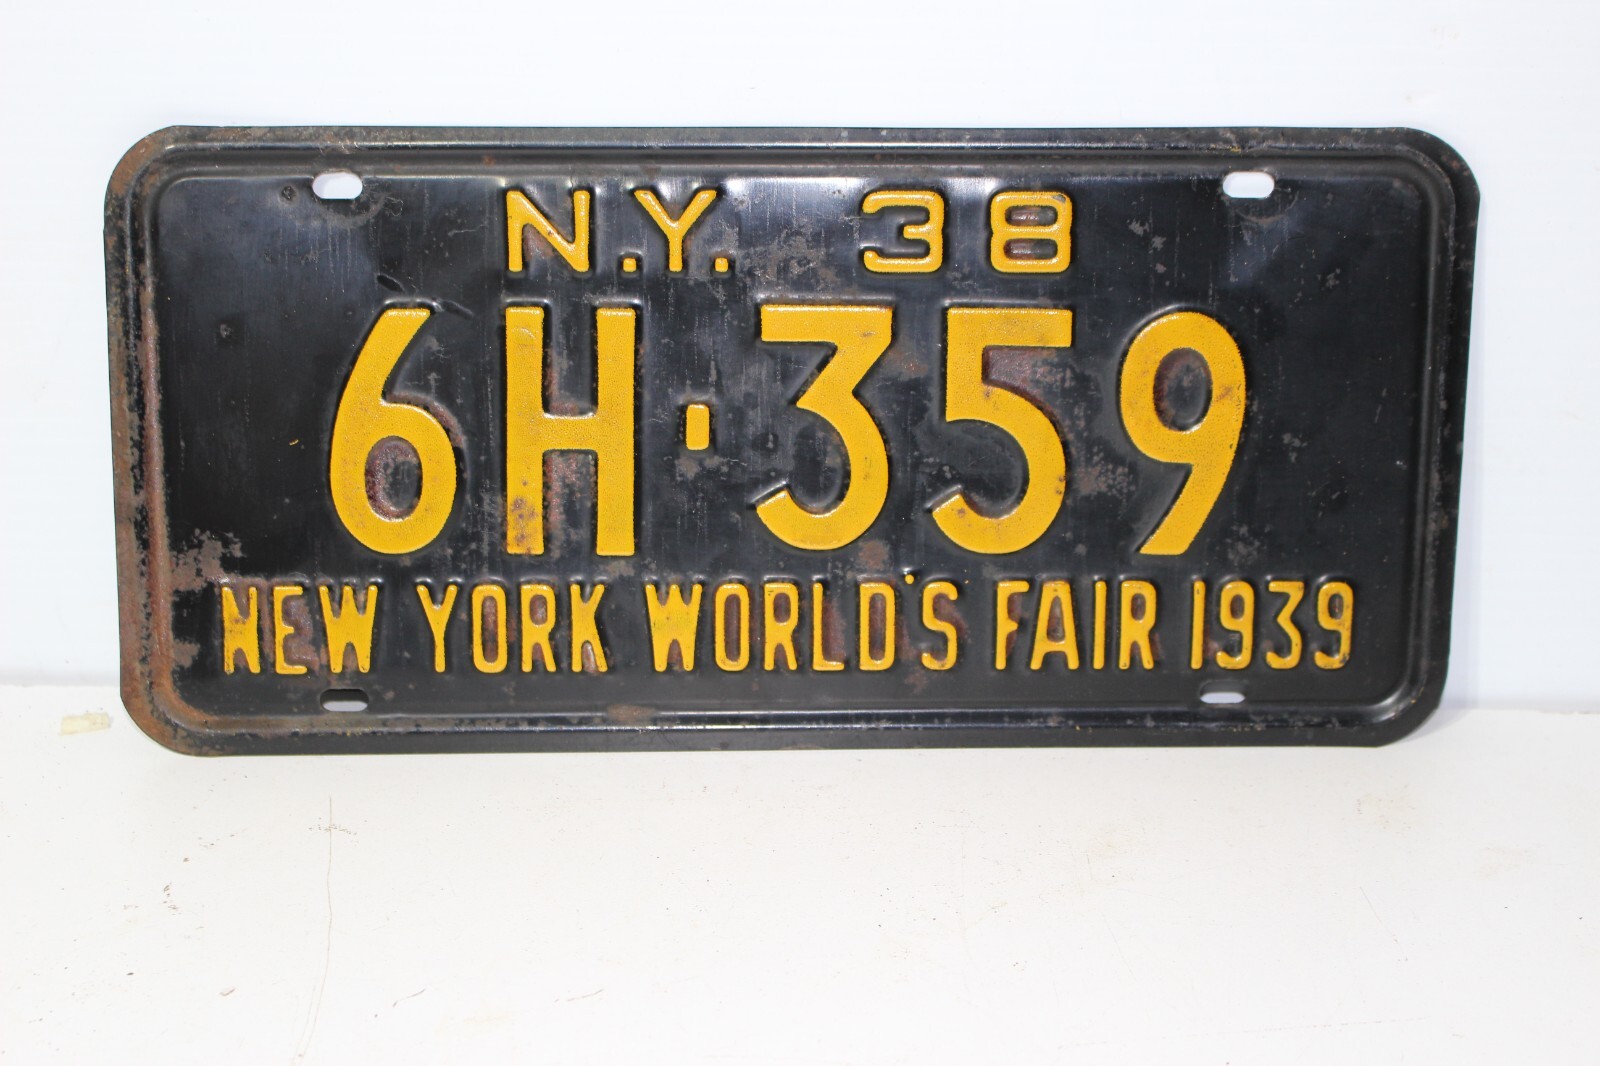 N.Y. 38
6H·359
NEW YORK WORLD'S FAIR 1939